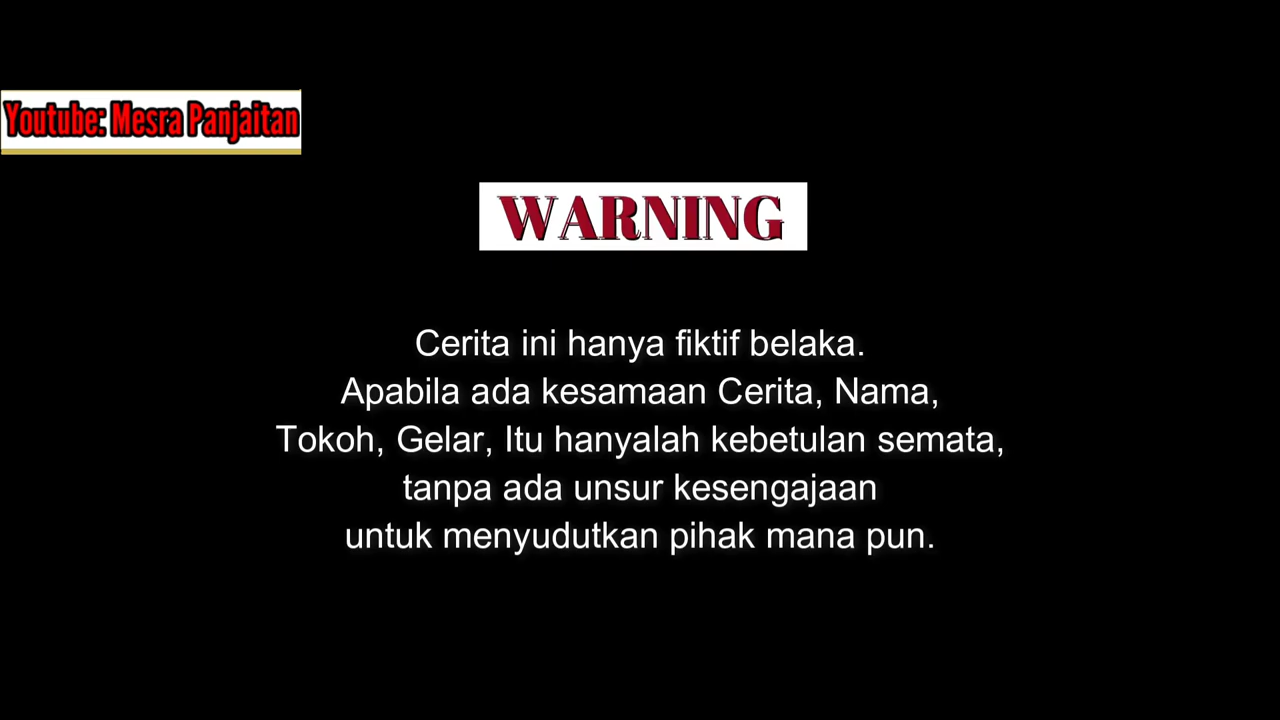 Youtube: Mesra Panjaitan
WARNING
Cerita ini hanya fiktif belaka.
Apabila ada kesamaan Cerita, Nama,
Tokoh, Gelar, Itu hanyalah kebetulan semata,
tanpa ada unsur kesengajaan
untuk menyudutkan pihak mana pun.